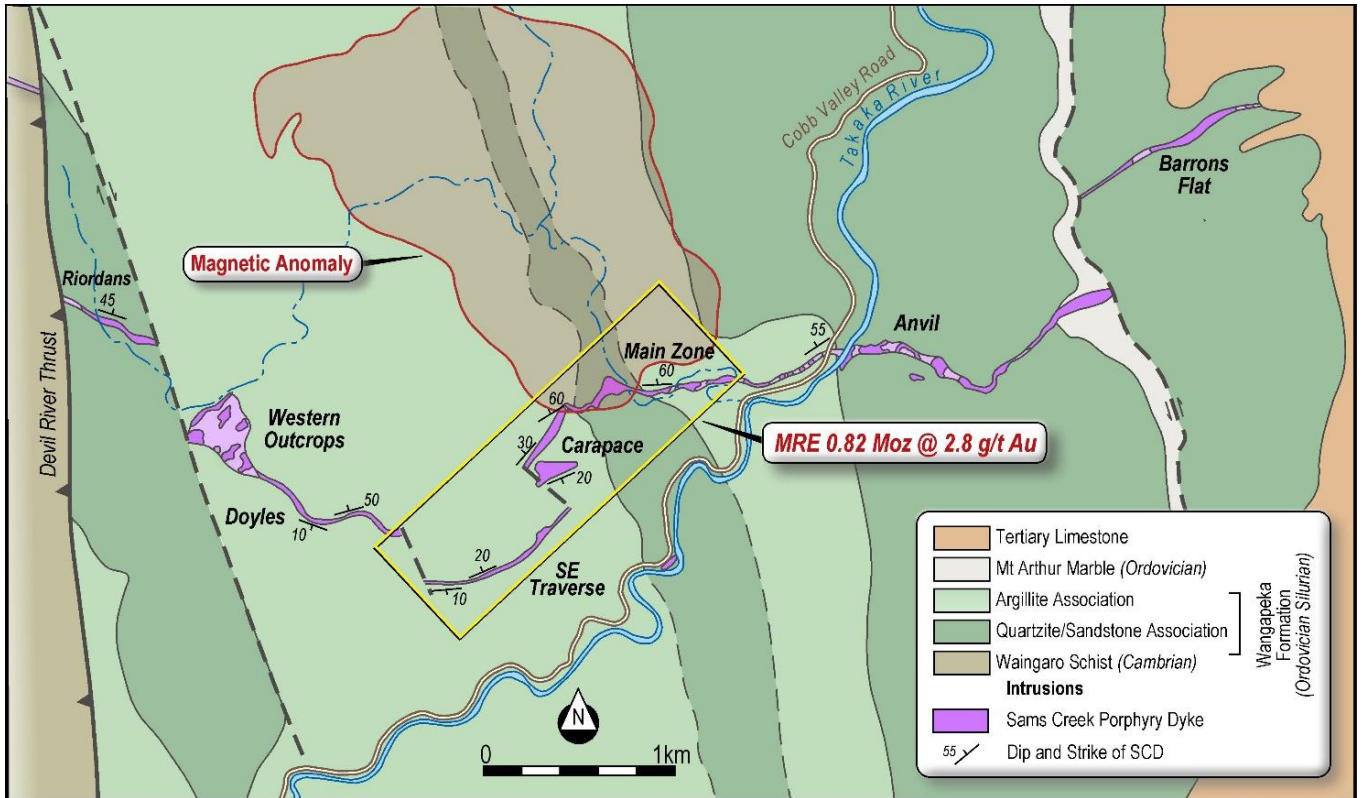 Cobb Valley Road
Takaka River
Barrons
Flat
Magnetic Anomaly
Riordans
45
Devil River Thrust
Main Zone
60
55
Anvil
Western
Outcrops
60
30
Carapace
20
MRE 0.82 Moz @ 2.8 g/t Au
Doyles
10
50
20
10
SE
Traverse
N
0
1km
Tertiary Limestone
Mt Arthur Marble (Ordovician)
Argillite Association
Quartzite/Sandstone Association
Wangapeka
Formation
(Ordovician Silurian)
Waingaro Schist (Cambrian)
Intrusions
Sams Creek Porphyry Dyke
55
Dip and Strike of SCD